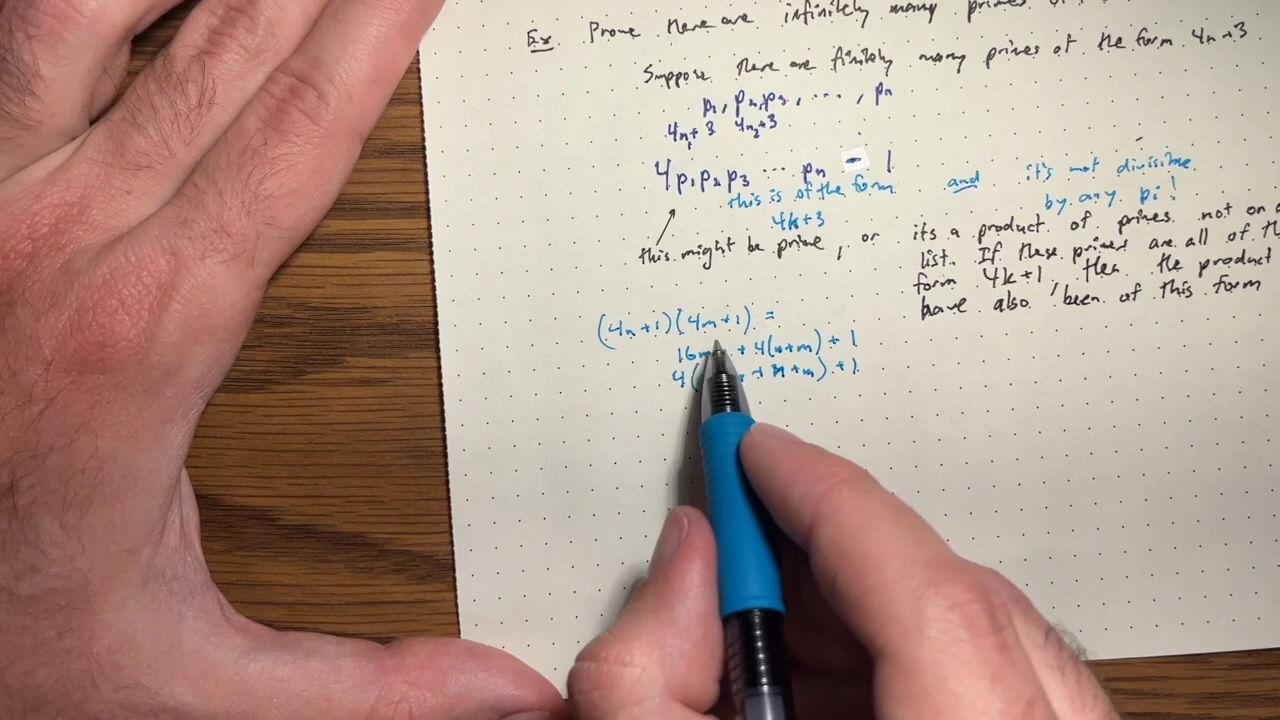 Ex. Prove there are infinitely many primes of
Suppose there are finitely many primes of the form 4n+3
p₁, p₂, p₃, ..., pₙ
4n₁+3 4n₂+3
4p₁p₂p₃ ... pₙ - 1
this is of the form
4k+3
and it's not divisible
by any pᵢ!
this might be prime, or
its a product of primes not on
list. If these primes are all of
form 4k+1, then the product
have also been of this form
(4n+1)(4m+1) =
+ 4(n+m) + 1
4( + n + m) + 1